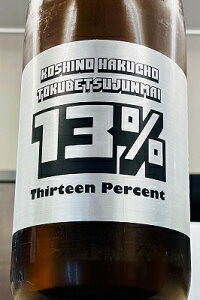 KOSHINO HAKUCHO
TOKUBETSUJUNMAI
13%
Thirteen Percent